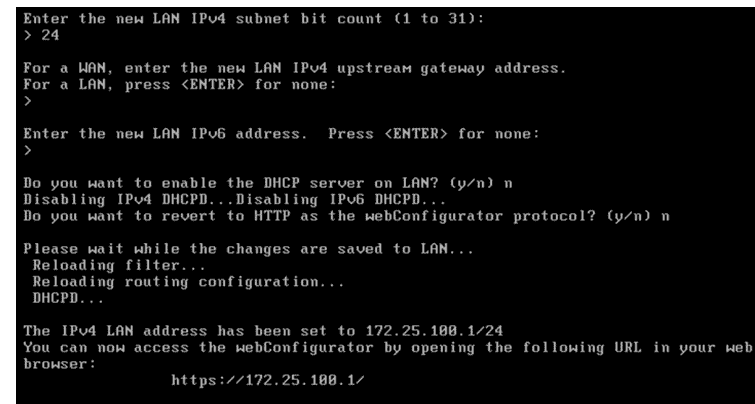 Enter the new LAN IPv4 subnet bit count (1 to 31):
> 24
For a WAN, enter the new LAN IPv4 upstream gateway address.
For a LAN, press <ENTER> for none:
>
Enter the new LAN IPv6 address.  Press <ENTER> for none:
>
Do you want to enable the DHCP server on LAN? (y/n) n
Disabling IPv4 DHCPD...Disabling IPv6 DHCPD...
Do you want to revert to HTTP as the webConfigurator protocol? (y/n) n
Please wait while the changes are saved to LAN...
Reloading filter...
Reloading routing configuration...
DHCPD...
The IPv4 LAN address has been set to 172.25.100.1/24
You can now access the webConfigurator by opening the following URL in your web
browser:
https://172.25.100.1/